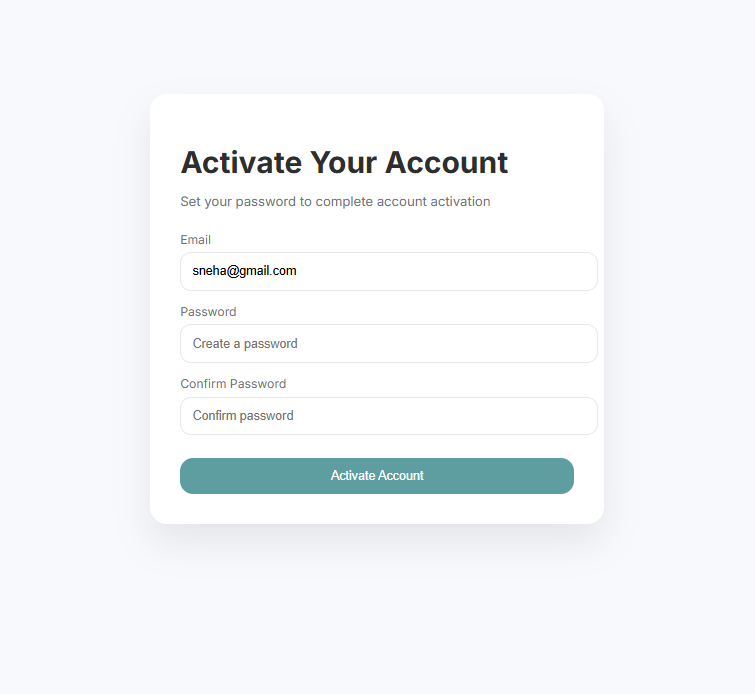 Activate Your Account
Set your password to complete account activation
Email
sneha@gmail.com
Password
Create a password
Confirm Password
Confirm password
Activate Account